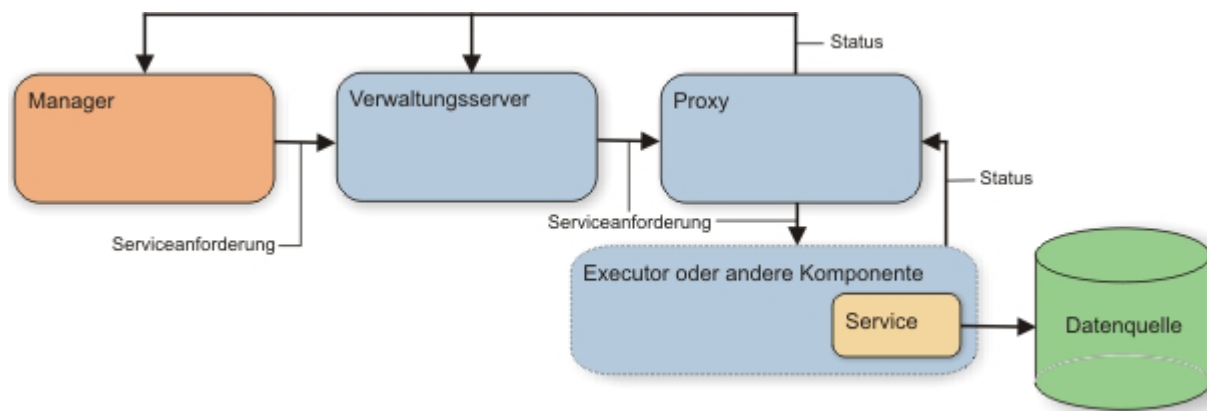 Status
Manager
Verwaltungsserver
Proxy
Status
Serviceanforderung
Serviceanforderung
Executor oder andere Komponente
Service
Datenquelle